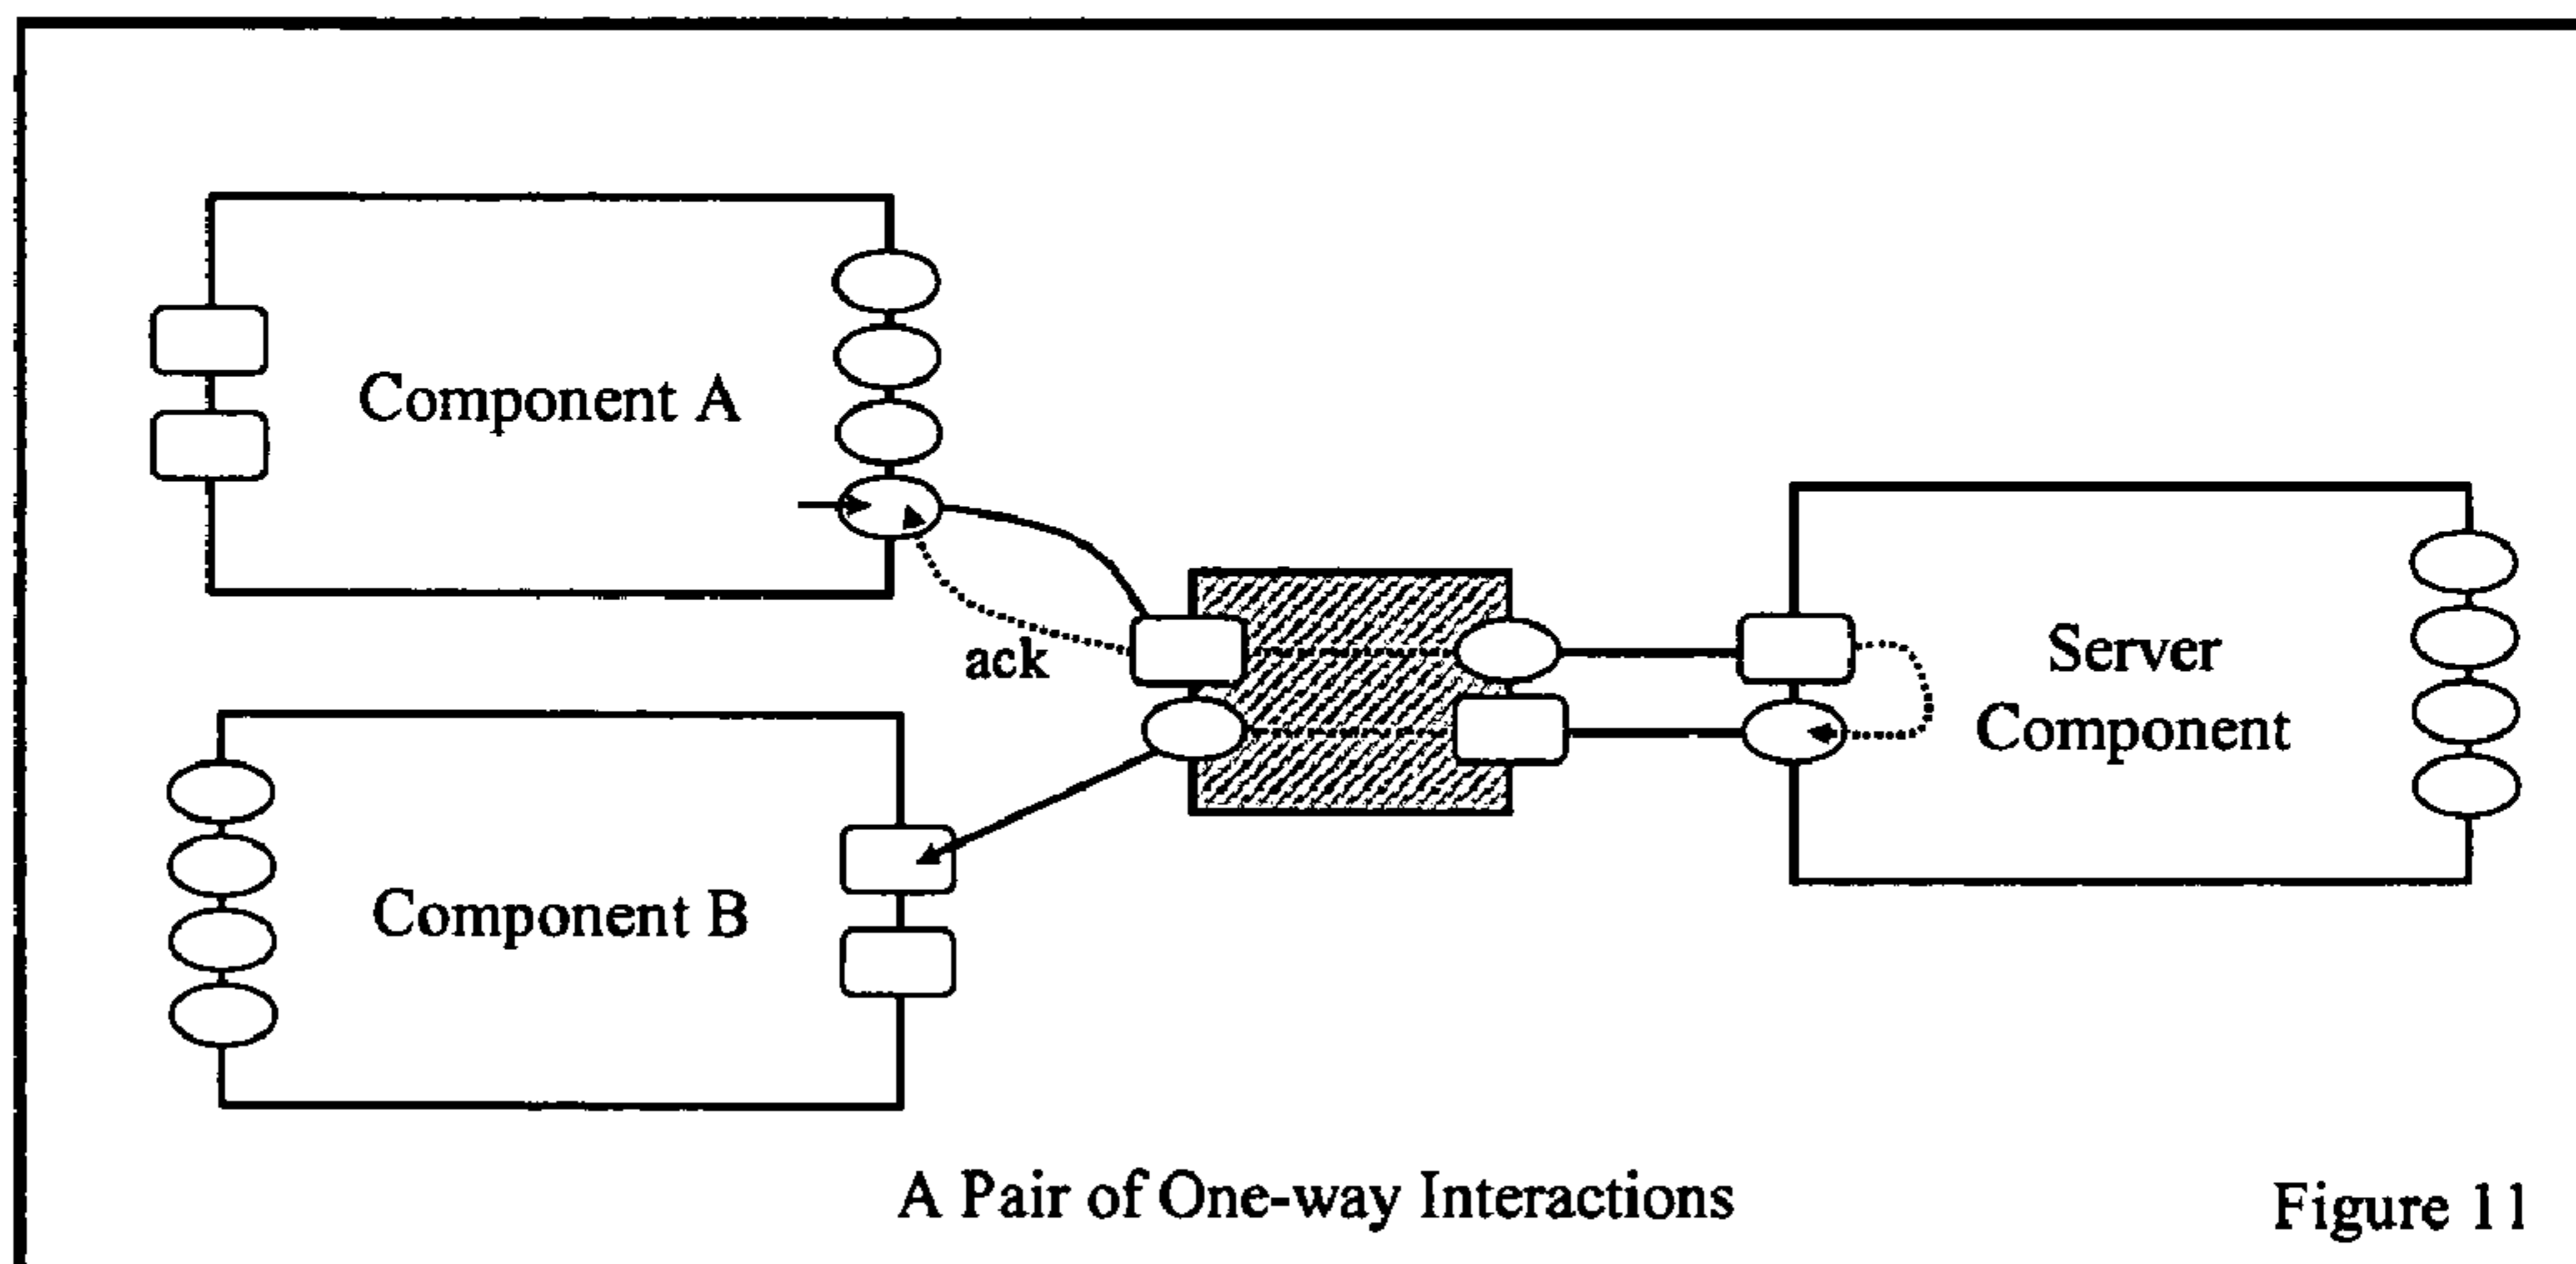 Component A
ack
Server
Component
Component B
A Pair of One-way Interactions
Figure 11